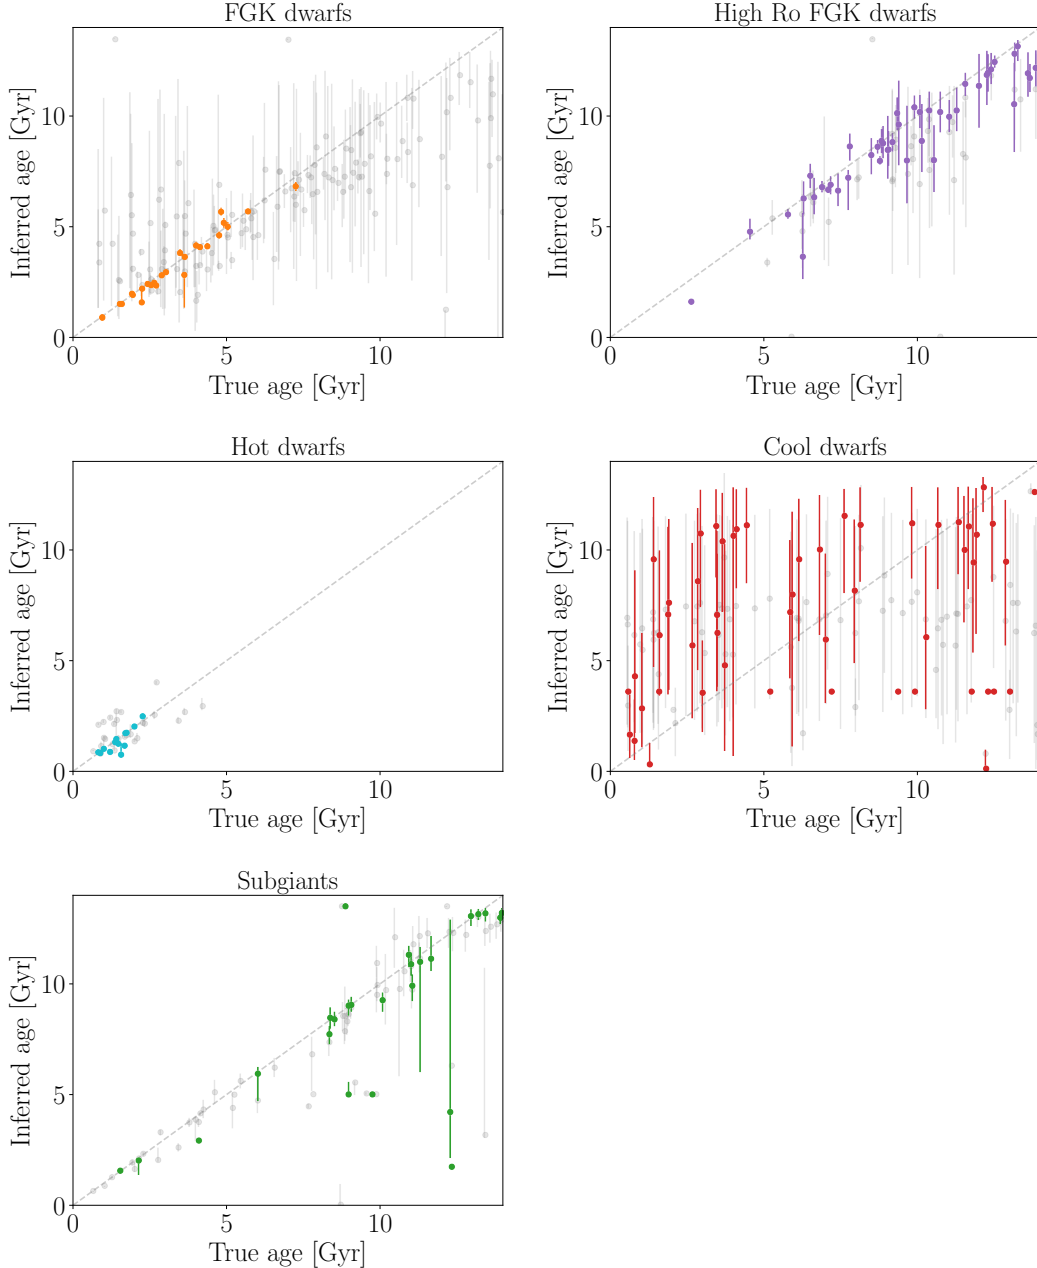 FGK dwarfs
Inferred age [Gyr]
10
5
0
0 5 10
True age [Gyr]
High Ro FGK dwarfs
Inferred age [Gyr]
10
5
0
0 5 10
True age [Gyr]
Hot dwarfs
Inferred age [Gyr]
10
5
0
0 5 10
True age [Gyr]
Cool dwarfs
Inferred age [Gyr]
10
5
0
0 5 10
True age [Gyr]
Subgiants
Inferred age [Gyr]
10
5
0
0 5 10
True age [Gyr]